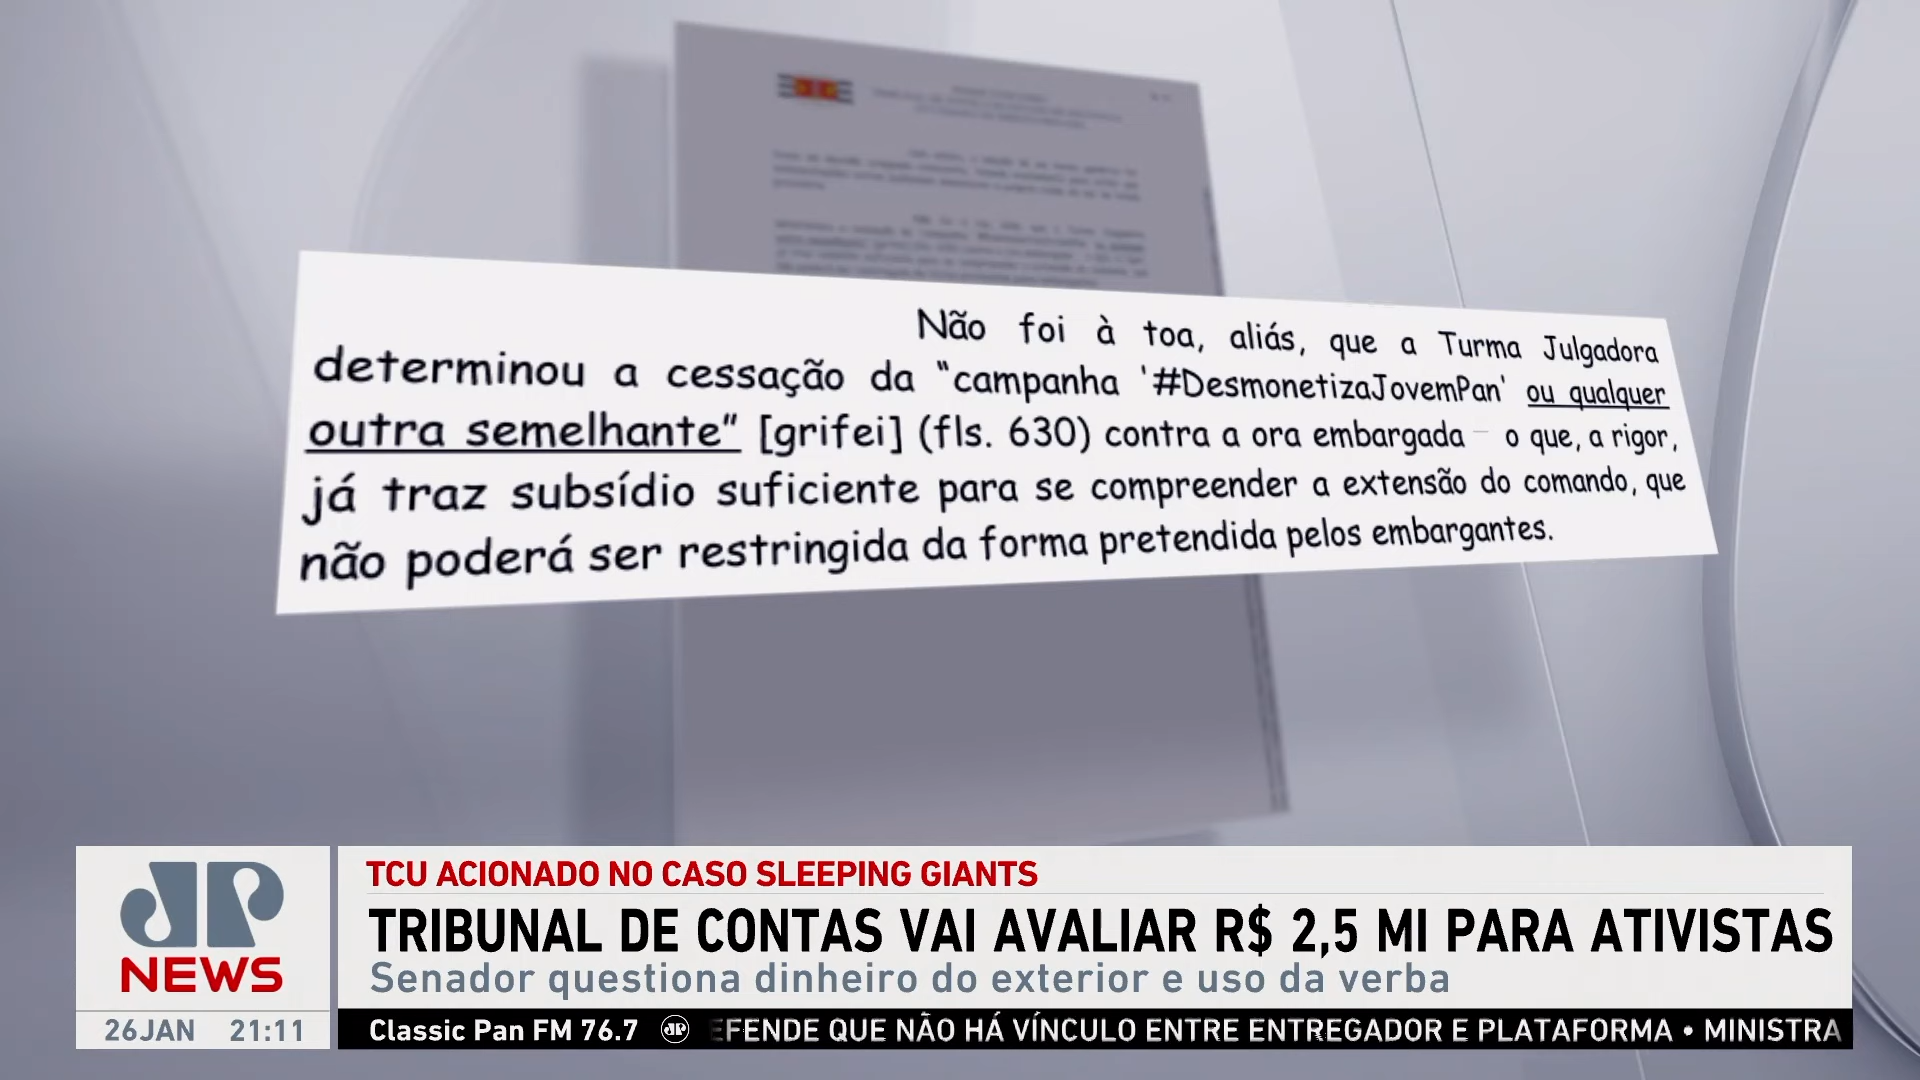 Não foi à toa, aliás, que a Turma Julgadora
determinou a cessação da "campanha '#DesmonetizaJovemPan' ou qualquer
outra semelhante" [grifei] (fls. 630) contra a ora embargada – o que, a rigor,
já traz subsídio suficiente para se compreender a extensão do comando, que
não poderá ser restringida da forma pretendida pelos embargantes.
JP
NEWS
26JAN 21:11
TCU ACIONADO NO CASO SLEEPING GIANTS
TRIBUNAL DE CONTAS VAI AVALIAR R$ 2,5 MI PARA ATIVISTAS
Senador questiona dinheiro do exterior e uso da verba
Classic Pan FM 76.7 JP EFENDE QUE NÃO HÁ VÍNCULO ENTRE ENTREGADOR E PLATAFORMA • MINISTRA